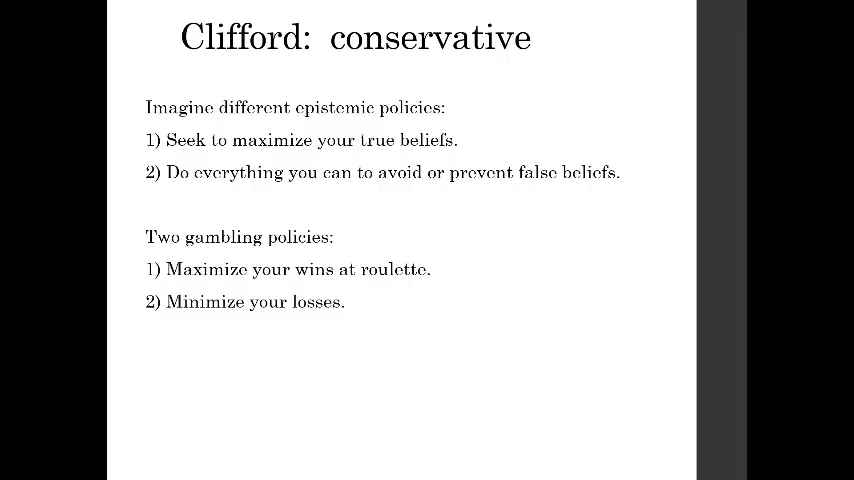 Clifford: conservative
Imagine different epistemic policies:
1) Seek to maximize your true beliefs.
2) Do everything you can to avoid or prevent false beliefs.
Two gambling policies:
1) Maximize your wins at roulette.
2) Minimize your losses.